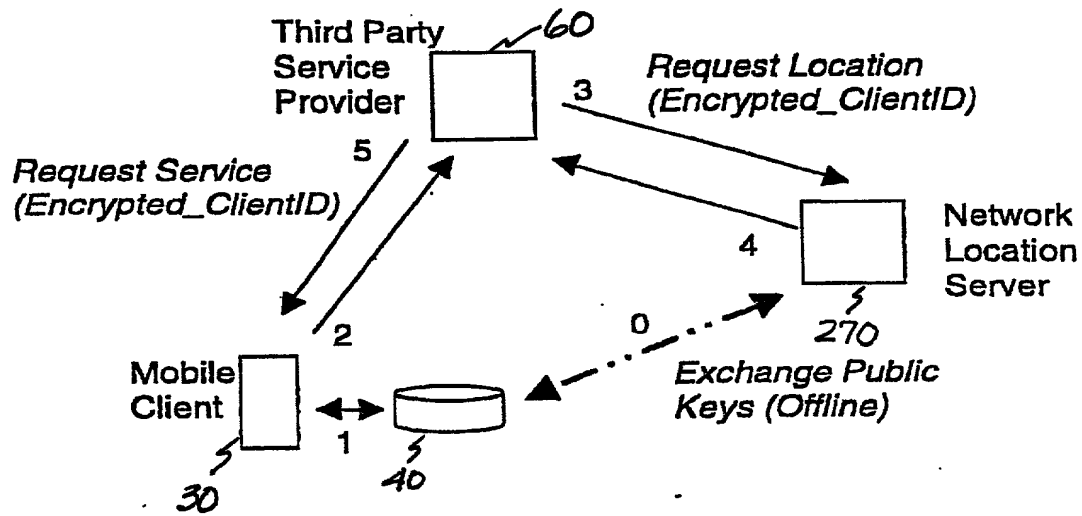 Third Party
Service
Provider
60
3
Request Location
(Encrypted_ClientID)
5
Request Service
(Encrypted_ClientID)
4
Network
Location
Server
270
0
2
Exchange Public
Keys (Offline)
Mobile
Client
1
30
40